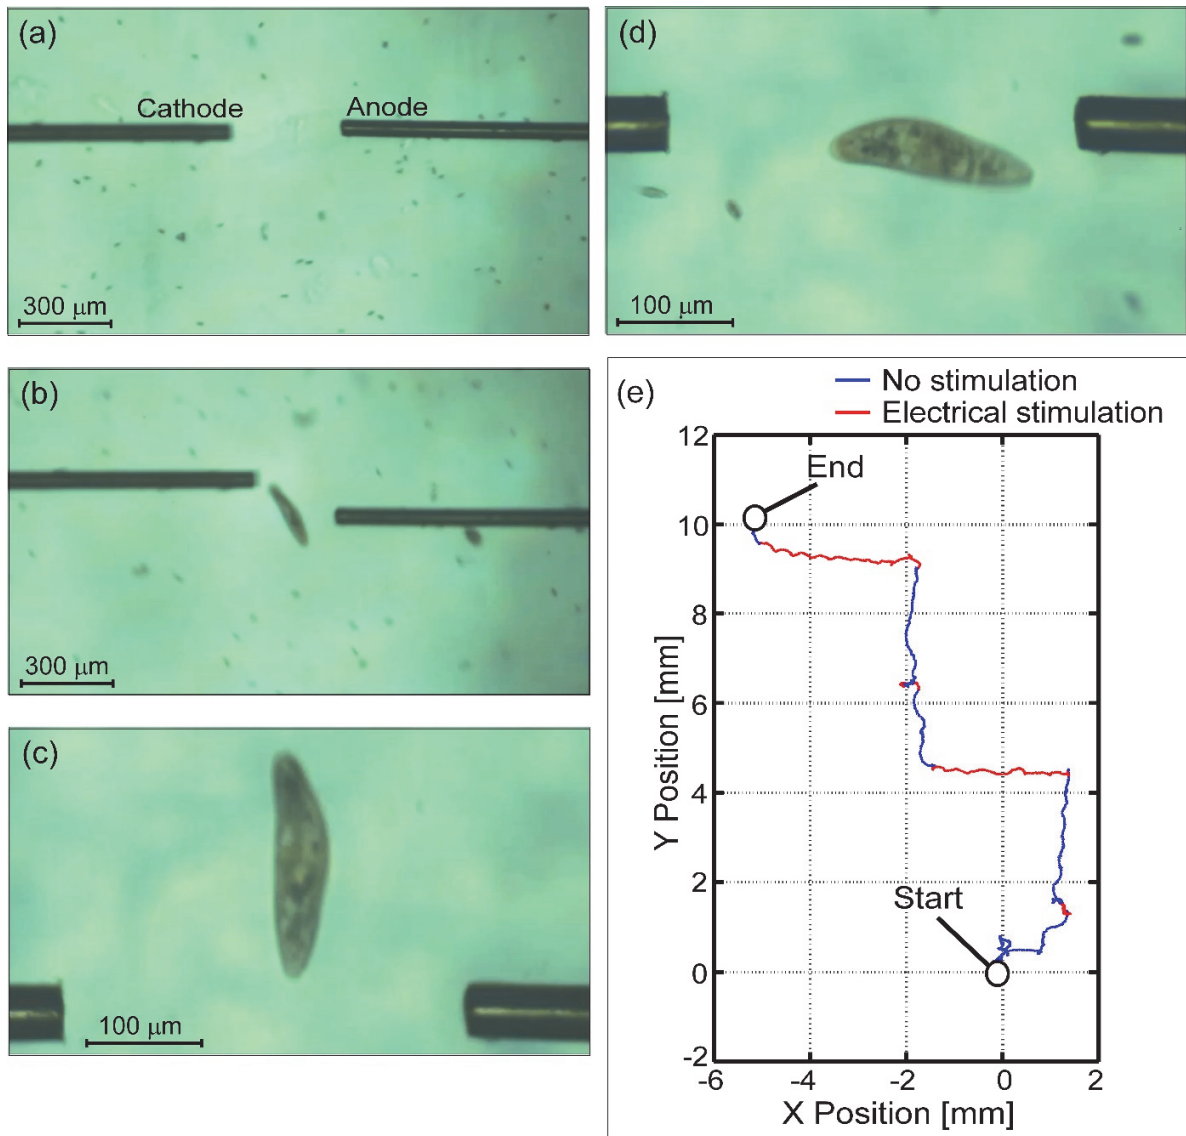 (a)
Cathode
Anode
300 μm
(b)
300 μm
(c)
100 μm
(d)
100 μm
(e)
No stimulation
Electrical stimulation
12
End
10
8
6
4
2
Start
0
-2
-6
-4
-2
0
2
Y Position [mm]
X Position [mm]